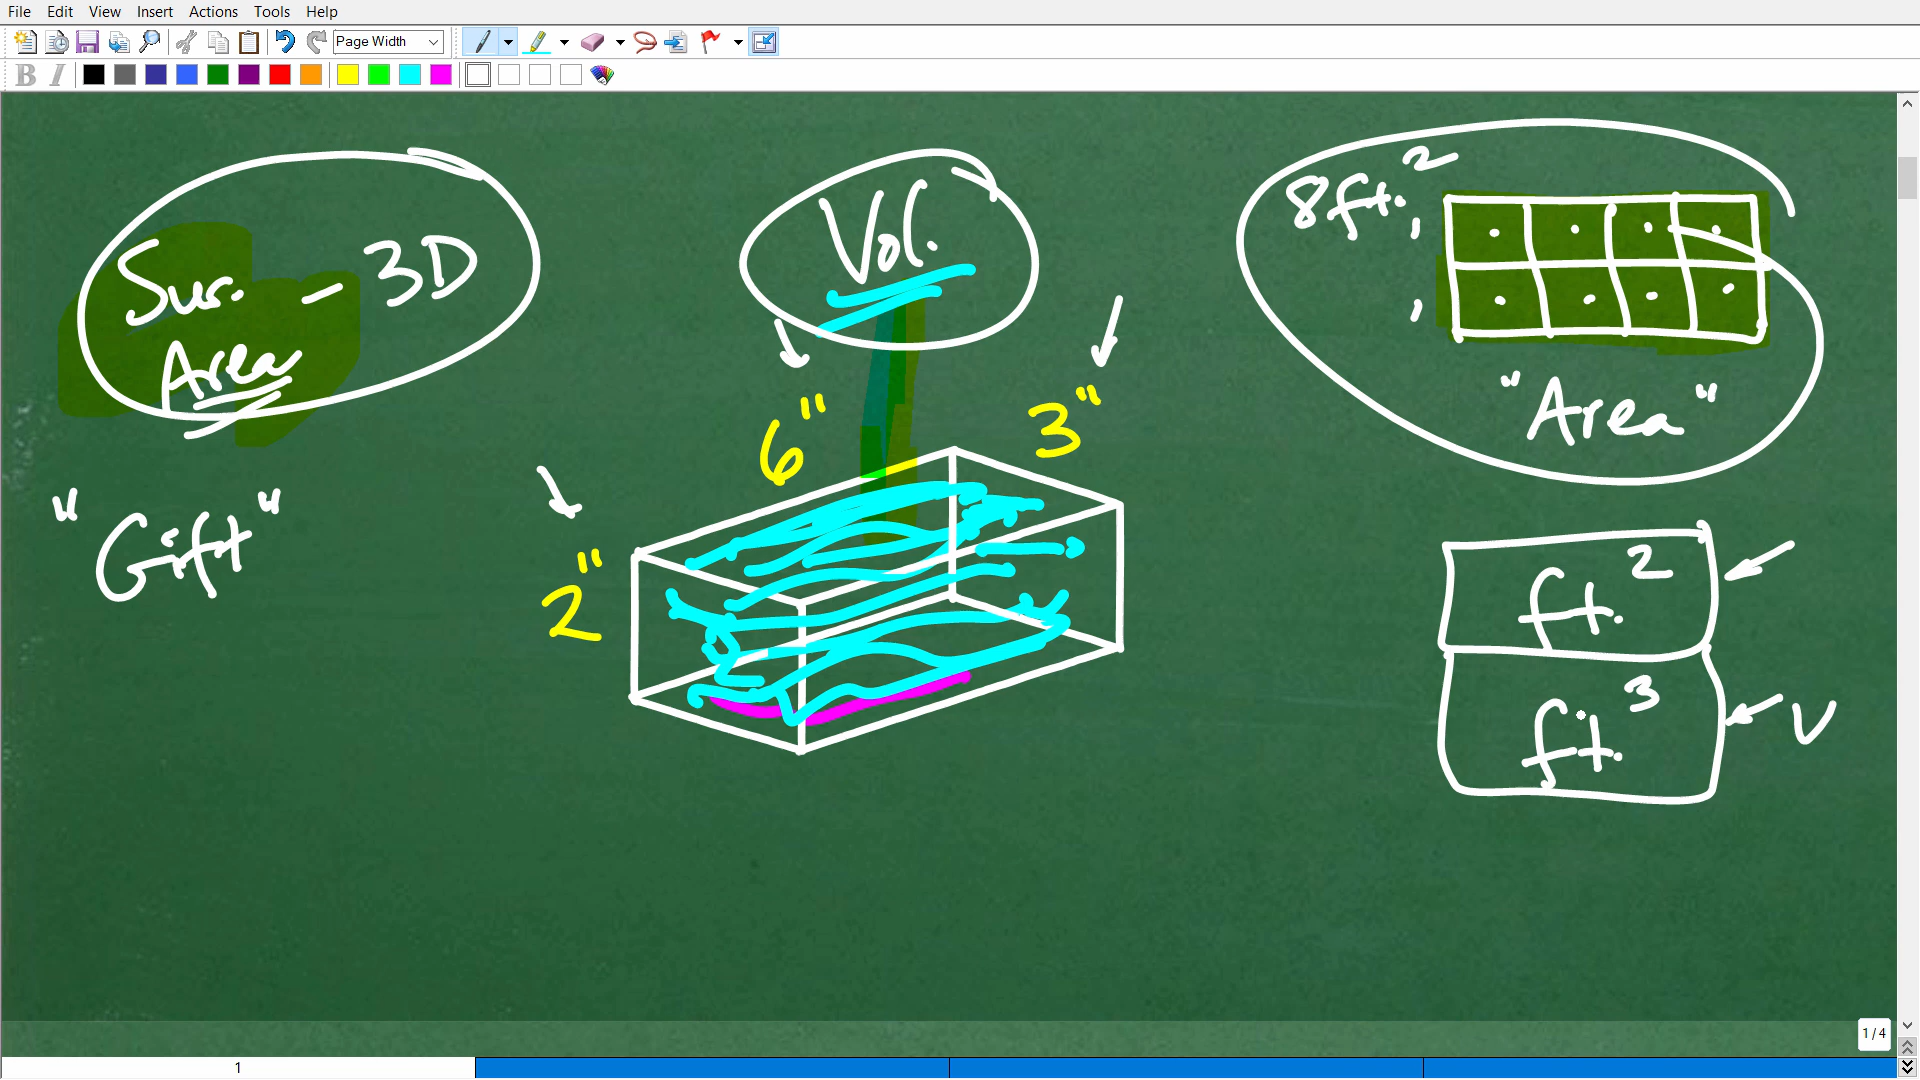 File Edit View Insert Actions Tools Help
Page Width
B I
Sur. - 3D
Area
"Gift"
Vol.
6" 3"
2"
8ft.²
"Area"
ft.²
ft.³ V
1 / 4
1